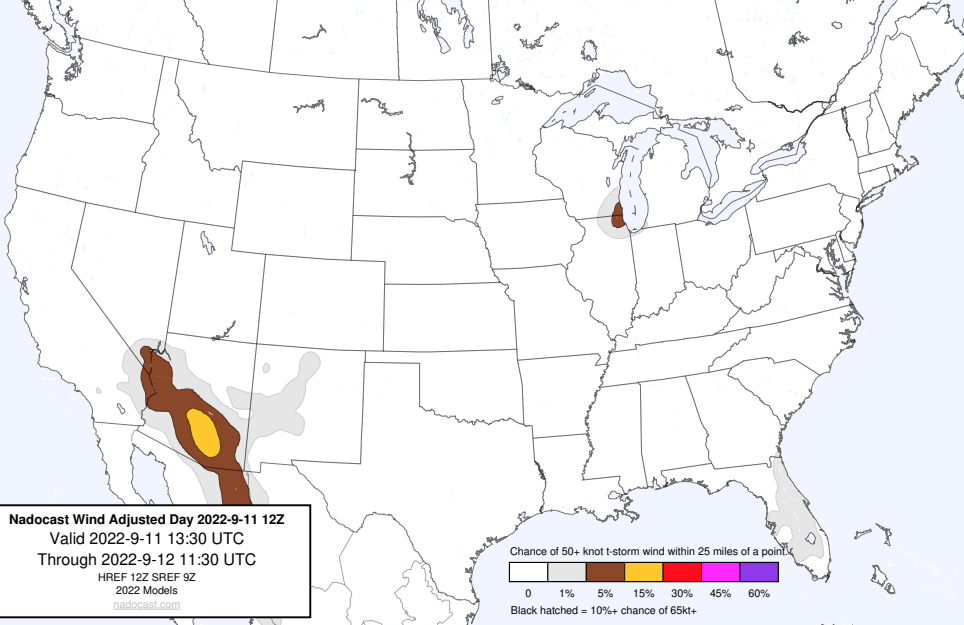 Nadocast Wind Adjusted Day 2022-9-11 12Z
Valid 2022-9-11 13:30 UTC
Through 2022-9-12 11:30 UTC
HREF 12Z SREF 9Z
2022 Models
nadocast.com
Chance of 50+ knot t-storm wind within 25 miles of a point.
0 1% 5% 15% 30% 45% 60%
Black hatched = 10%+ chance of 65kt+